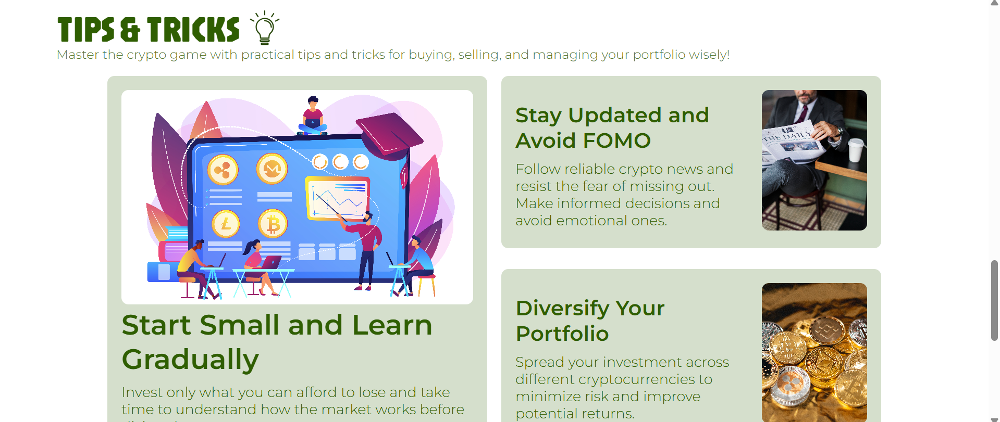 TIPS & TRICKS
Master the crypto game with practical tips and tricks for buying, selling, and managing your portfolio wisely!
Start Small and Learn
Gradually
Invest only what you can afford to lose and take
time to understand how the market works before
Stay Updated and
Avoid FOMO
Follow reliable crypto news and
resist the fear of missing out.
Make informed decisions and
avoid emotional ones.
THE DAILY
Diversify Your
Portfolio
Spread your investment across
different cryptocurrencies to
minimize risk and improve
potential returns.